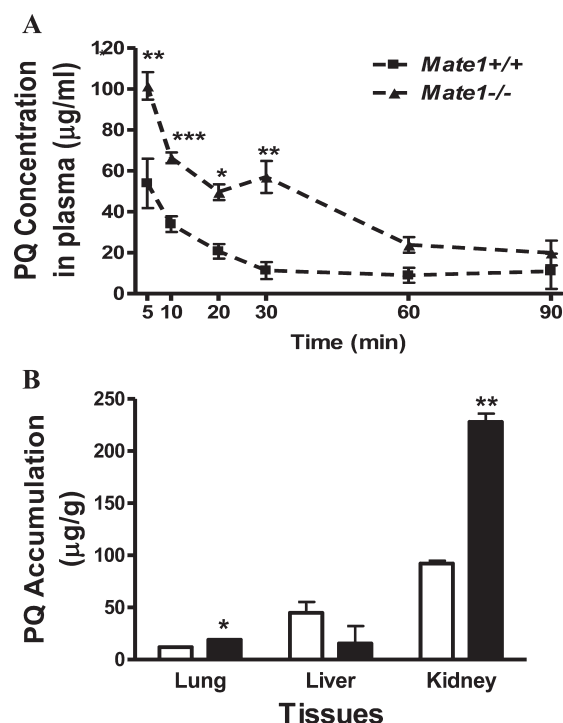 A
PQ Concentration
in plasma (μg/ml)
120
100
80
60
40
20
0
**
***
*
**
Mate1+/+
Mate1-/-
5 10 20 30 60 90
Time (min)
B
PQ Accumulation
(μg/g)
250
200
150
100
50
0
*
**
Lung Liver Kidney
Tissues